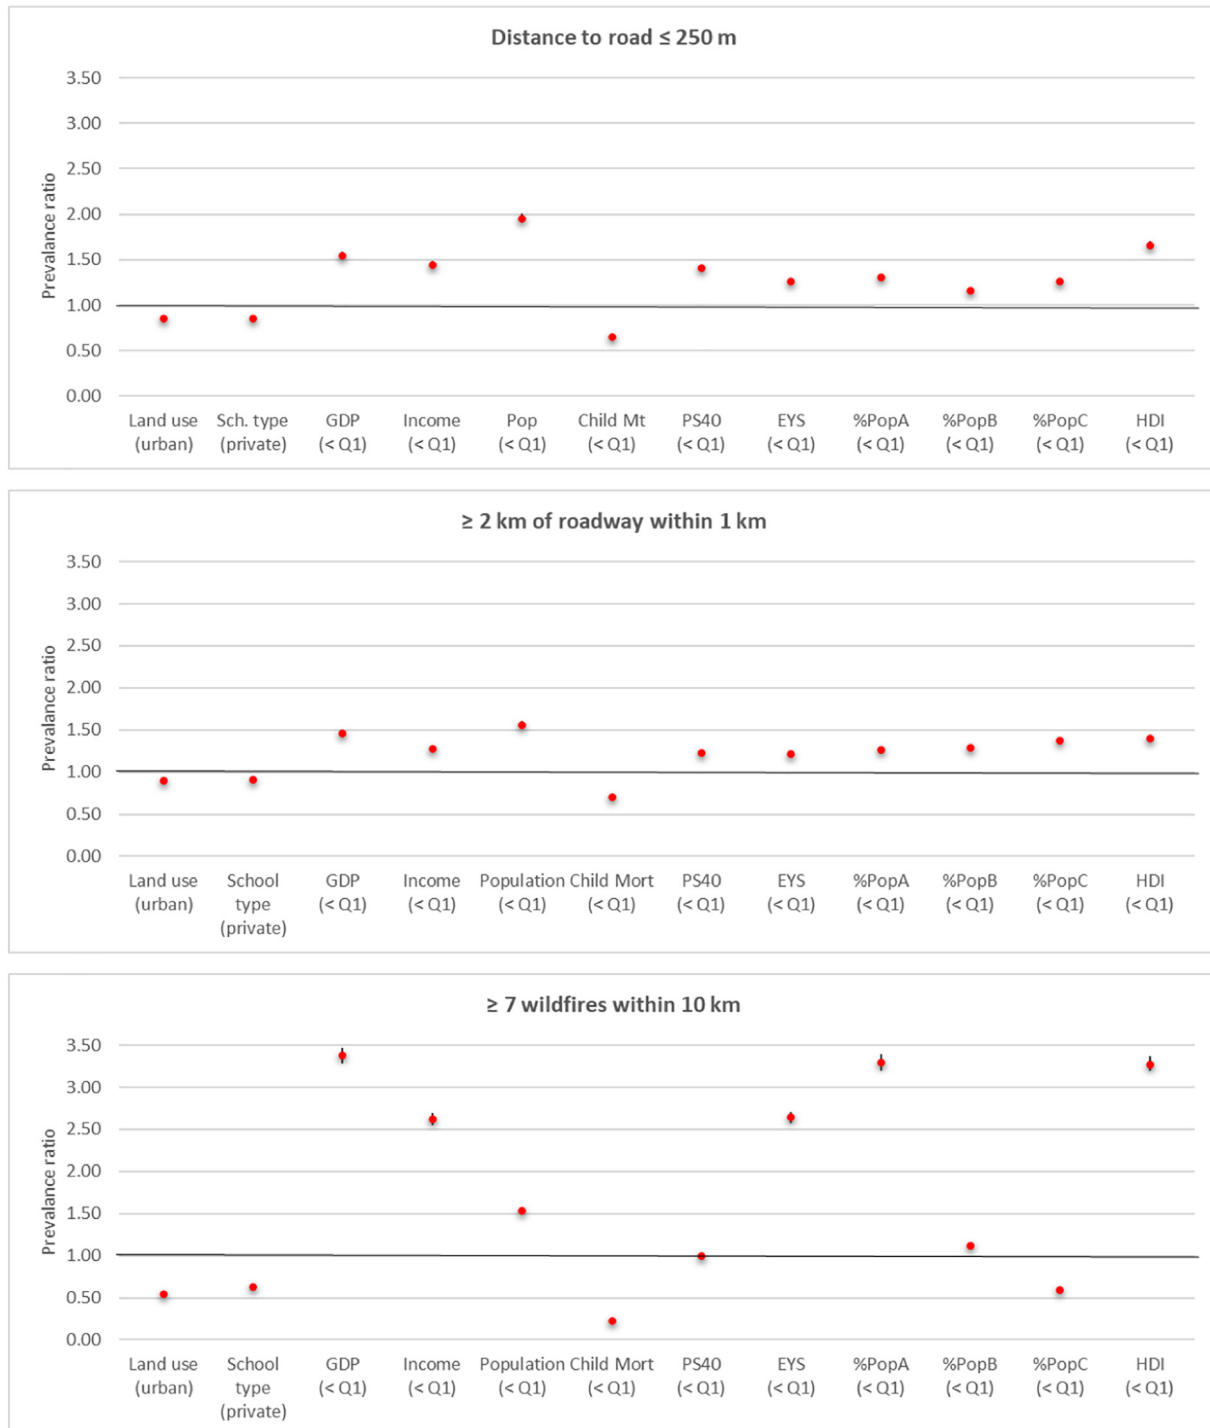 Distance to road ≤ 250 m
Prevalance ratio
3.50
3.00
2.50
2.00
1.50
1.00
0.50
0.00
Land use Sch. type GDP Income Pop Child Mt PS40 EYS %PopA %PopB %PopC HDI
(urban) (private) (< Q1) (< Q1) (< Q1) (< Q1) (< Q1) (< Q1) (< Q1) (< Q1) (< Q1) (< Q1)
≥ 2 km of roadway within 1 km
Prevalance ratio
3.50
3.00
2.50
2.00
1.50
1.00
0.50
0.00
Land use School GDP Income Population Child Mort PS40 EYS %PopA %PopB %PopC HDI
(urban) type (< Q1) (< Q1) (< Q1) (< Q1) (< Q1) (< Q1) (< Q1) (< Q1) (< Q1) (< Q1)
(private)
≥ 7 wildfires within 10 km
Prevalance ratio
3.50
3.00
2.50
2.00
1.50
1.00
0.50
0.00
Land use School GDP Income Population Child Mort PS40 EYS %PopA %PopB %PopC HDI
(urban) type (< Q1) (< Q1) (< Q1) (< Q1) (< Q1) (< Q1) (< Q1) (< Q1) (< Q1) (< Q1)
(private)